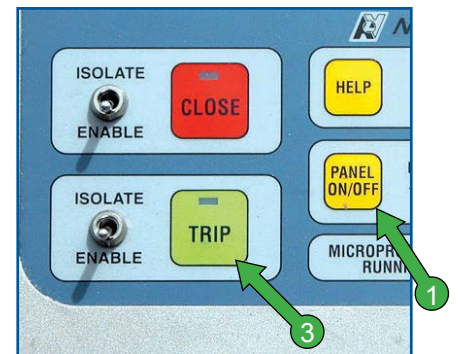 ISOLATE
CLOSE
ENABLE
HELP
ISOLATE
TRIP
ENABLE
PANEL
ON/OFF
1
3